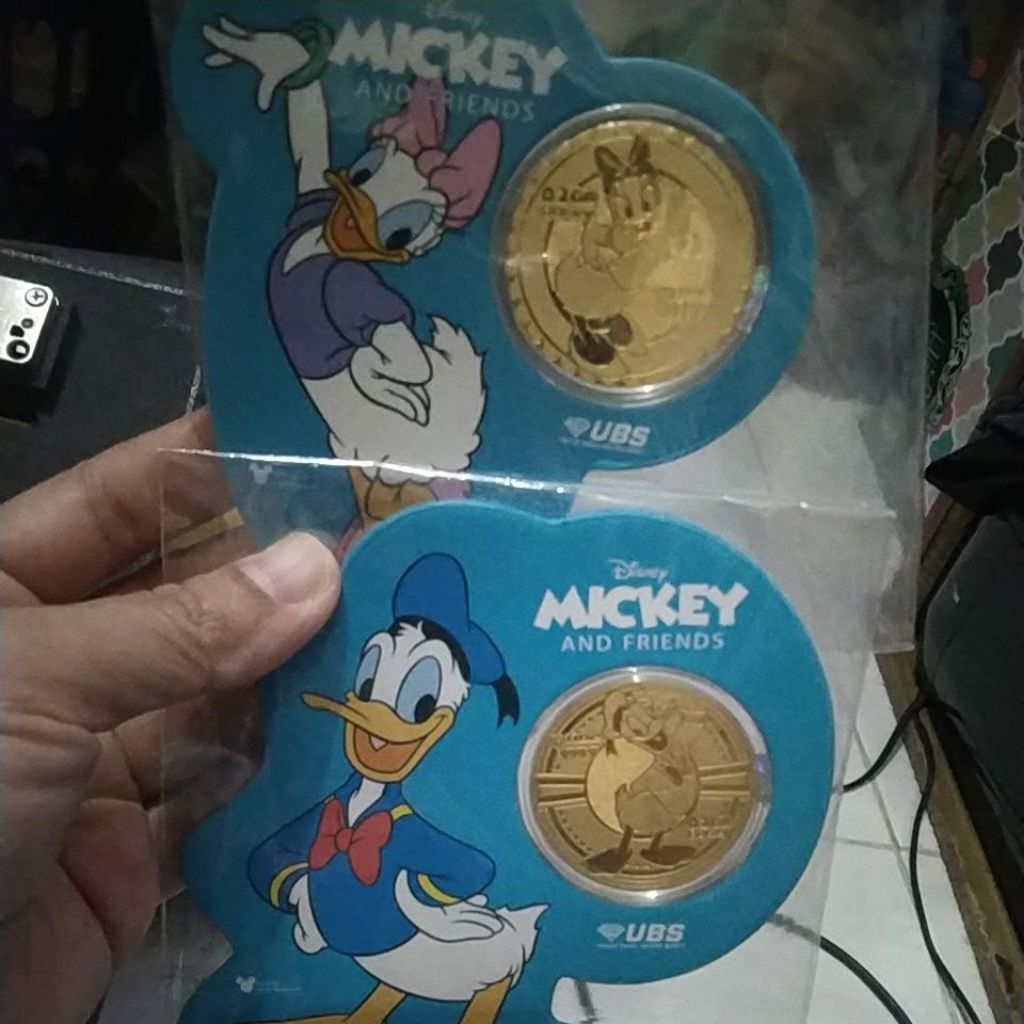 Disney
MICKEY
AND FRIENDS
UBS
Disney
MICKEY
AND FRIENDS
UBS